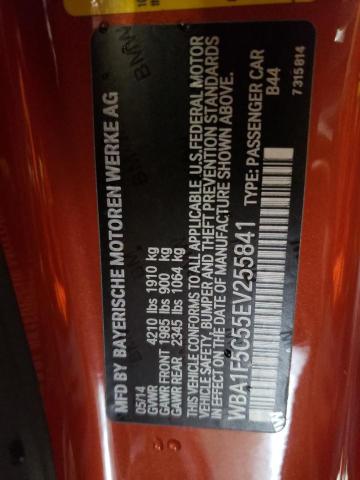 MFD BY BAYERISCHE MOTOREN WERKE AG
05/14
GVWR 4210 lbs 1910 kg
GAWR FRONT 1985 lbs 900 kg
GAWR REAR 2345 lbs 1064 kg
CONFORMS TO ALL APPLICABLE U.S. FEDERAL MOTOR
VEHICLE SAFETY, BUMPER AND THEFT PREVENTION STANDARDS
IN EFFECT ON THE DATE OF MANUFACTURE SHOWN ABOVE.
WBA1F5C55EV255841 TYPE: PASSENGER CAR
B44
7 315 814
BMW